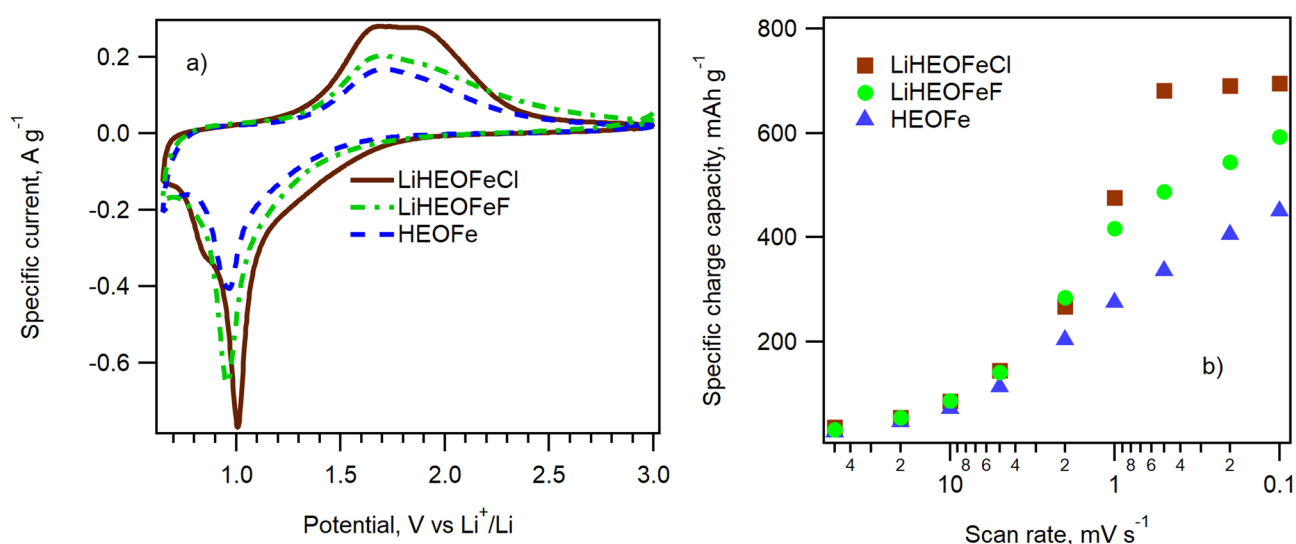 a)
Specific current, A g⁻¹
0.2
0.0
-0.2
-0.4
-0.6
LiHEOFeCl
LiHEOFeF
HEOFe
1.0 1.5 2.0 2.5 3.0
Potential, V vs Li⁺/Li
Specific charge capacity, mAh g⁻¹
800
600
400
200
LiHEOFeCl
LiHEOFeF
HEOFe
b)
4 2 8 6 4 2 8 6 4 2
10 1 0.1
Scan rate, mV s⁻¹